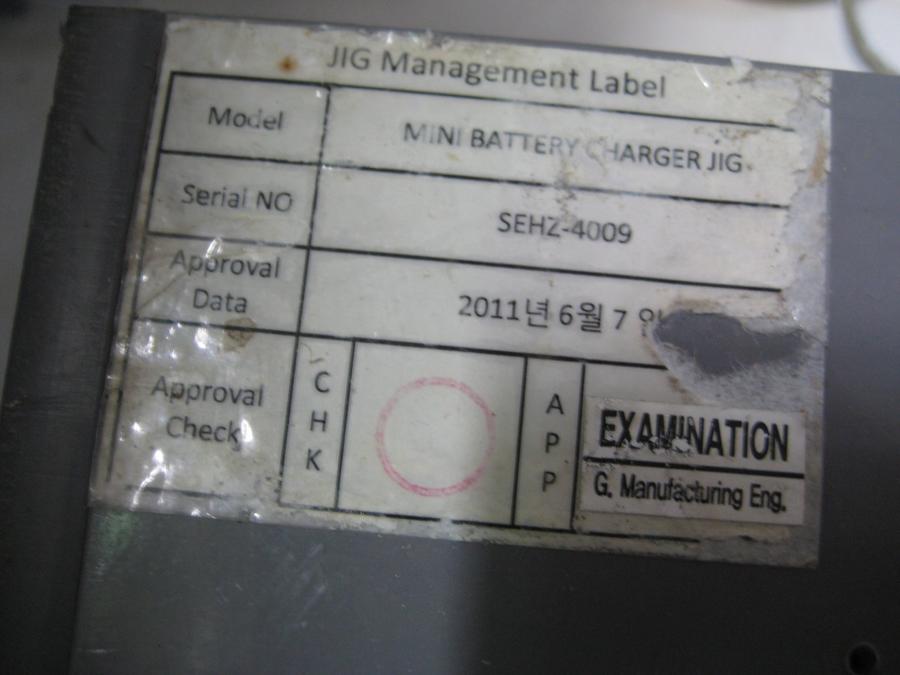 JIG Management Label
Model
MINI BATTERY CHARGER JIG
Serial NO
SEHZ-4009
Approval
Data
2011년 6월 7일
Approval
Check
C
H
K
A
P
P
EXAMINATION
G. Manufacturing Eng.